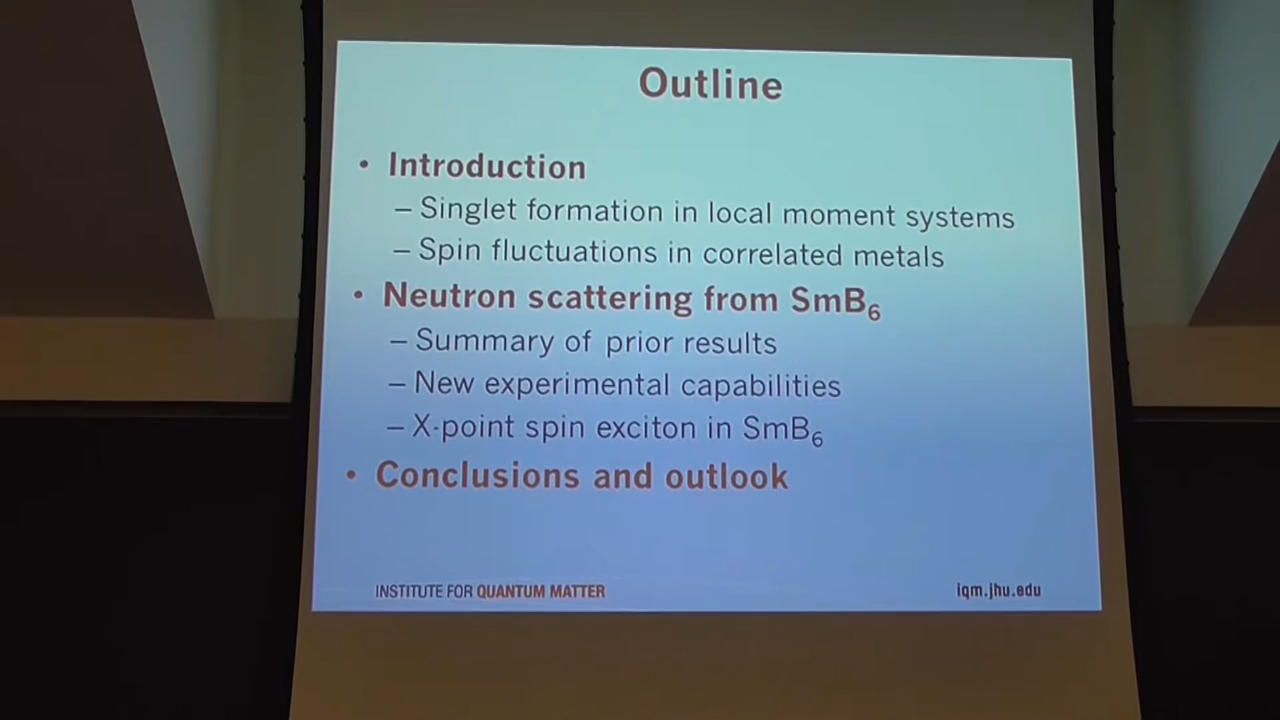 Outline
• Introduction
– Singlet formation in local moment systems
– Spin fluctuations in correlated metals
• Neutron scattering from SmB₆
– Summary of prior results
– New experimental capabilities
– X-point spin exciton in SmB₆
• Conclusions and outlook
INSTITUTE FOR QUANTUM MATTER
iqm.jhu.edu